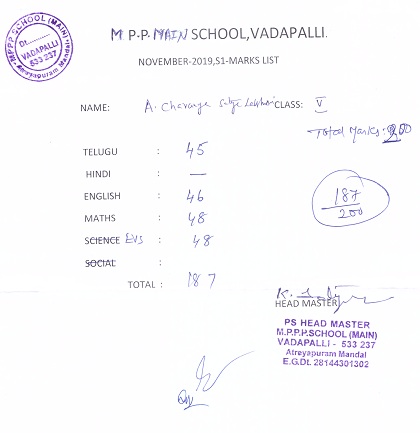 MPPP SCHOOL (MAIN)
Dt.
VADAPALLI
533 237
Atreyapuram Mandal
M.P.P MAIN SCHOOL,VADAPALLI.
NOVEMBER-2019,S1-MARKS LIST
NAME: A. Satya CLASS: V
Total Marks: 200
TELUGU : 45
HINDI : —
ENGLISH : 46
MATHS : 48
SCIENCE EVS : 48
SOCIAL :
TOTAL : 187
187
200
K.
HEAD MASTER
PS HEAD MASTER
M.P.P.P.SCHOOL (MAIN)
VADAPALLI - 533 237
Atreyapuram Mandal
E.G.Dt. 28144301302